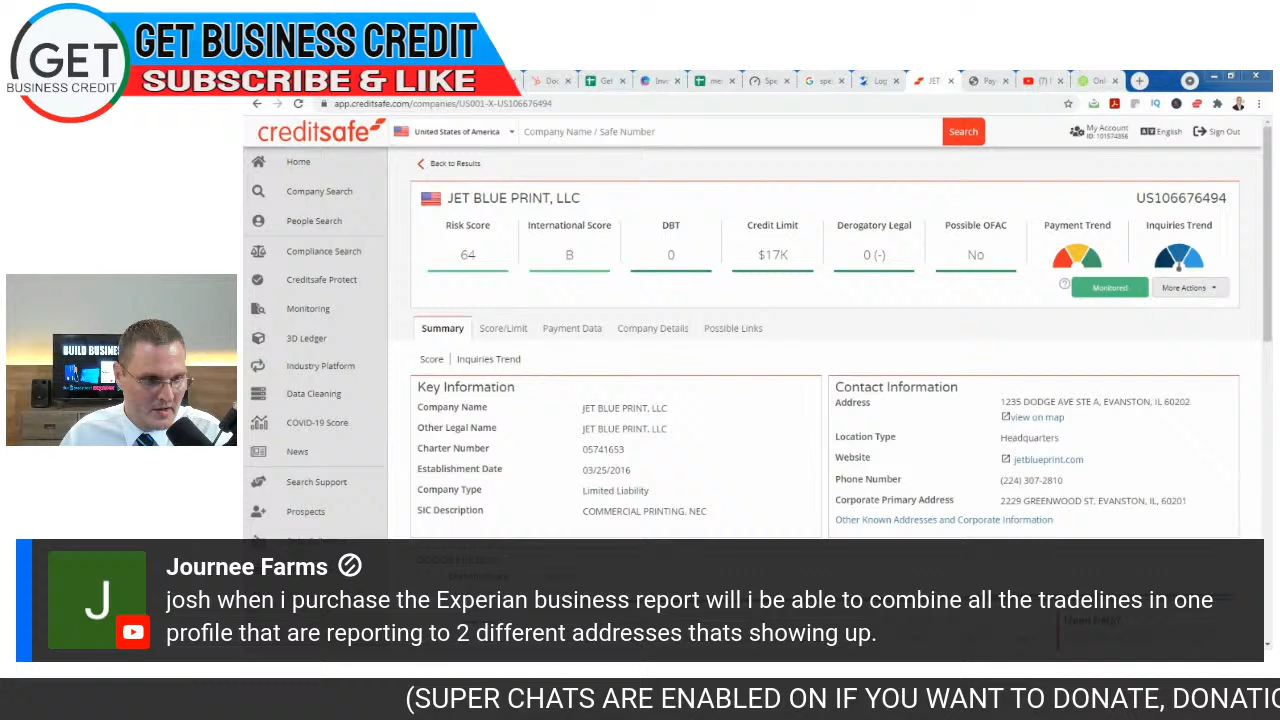 GET
BUSINESS CREDIT
GET BUSINESS CREDIT
SUBSCRIBE & LIKE
app.creditsafe.com/companies/US001-X-US106676494
creditsafe
United States of America
Company Name / Safe Number
Search
My Account
ID: 101574856
English
Sign Out
Home
Company Search
People Search
Compliance Search
Creditsafe Protect
Monitoring
3D Ledger
Industry Platform
Data Cleaning
COVID-19 Score
News
Search Support
Prospects
Back to Results
JET BLUE PRINT, LLC
US106676494
Risk Score
International Score
DBT
Credit Limit
Derogatory Legal
Possible OFAC
Payment Trend
Inquiries Trend
64
B
0
$17K
0 (-)
No
Monitored
More Actions
Summary
Score/Limit
Payment Data
Company Details
Possible Links
Score
Inquiries Trend
Key Information
Company Name JET BLUE PRINT, LLC
Other Legal Name JET BLUE PRINT, LLC
Charter Number 05741653
Establishment Date 03/25/2016
Company Type Limited Liability
SIC Description COMMERCIAL PRINTING, NEC
Contact Information
Address 1235 DODGE AVE STE A, EVANSTON, IL 60202
view on map
Location Type Headquarters
Website jetblueprint.com
Phone Number (224) 307-2810
Corporate Primary Address 2229 GREENWOOD ST, EVANSTON, IL, 60201
Other Known Addresses and Corporate Information
BUILD BUSINES
J
Journee Farms
josh when i purchase the Experian business report will i be able to combine all the tradelines in one
profile that are reporting to 2 different addresses thats showing up.
(SUPER CHATS ARE ENABLED ON IF YOU WANT TO DONATE, DONATIO